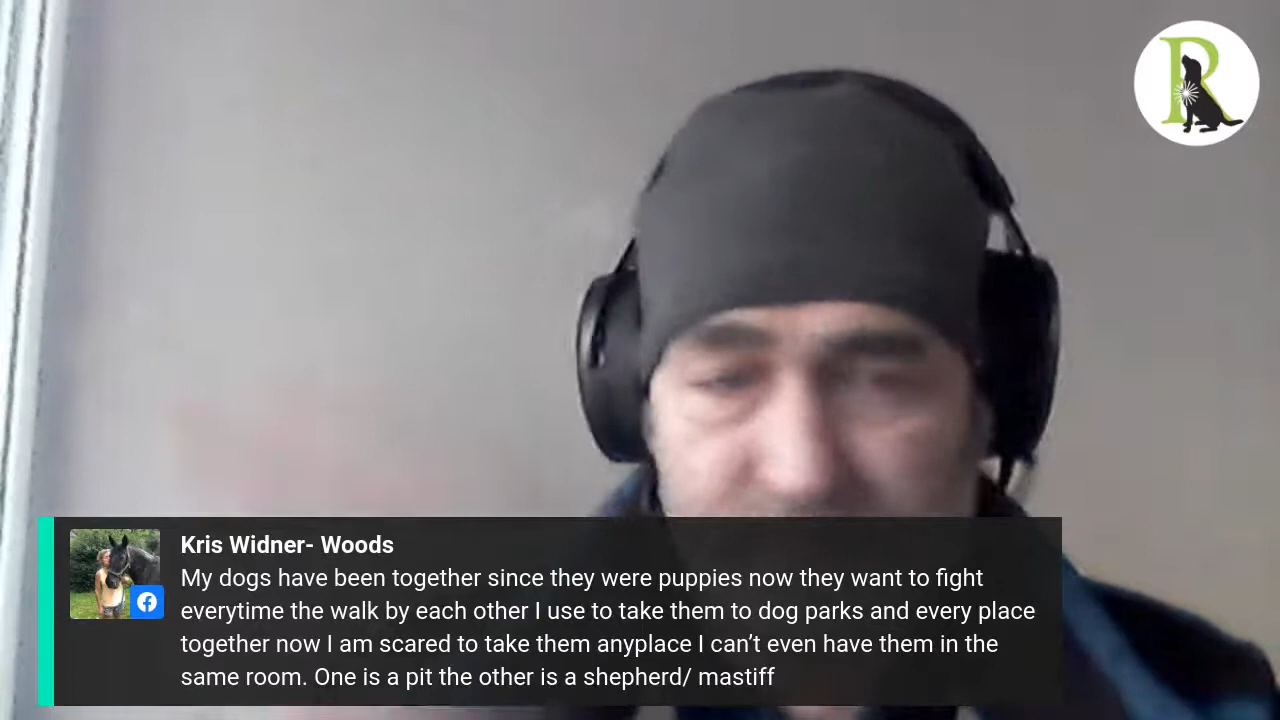 R
Kris Widner- Woods
My dogs have been together since they were puppies now they want to fight
everytime the walk by each other I use to take them to dog parks and every place
together now I am scared to take them anyplace I can’t even have them in the
same room. One is a pit the other is a shepherd/ mastiff